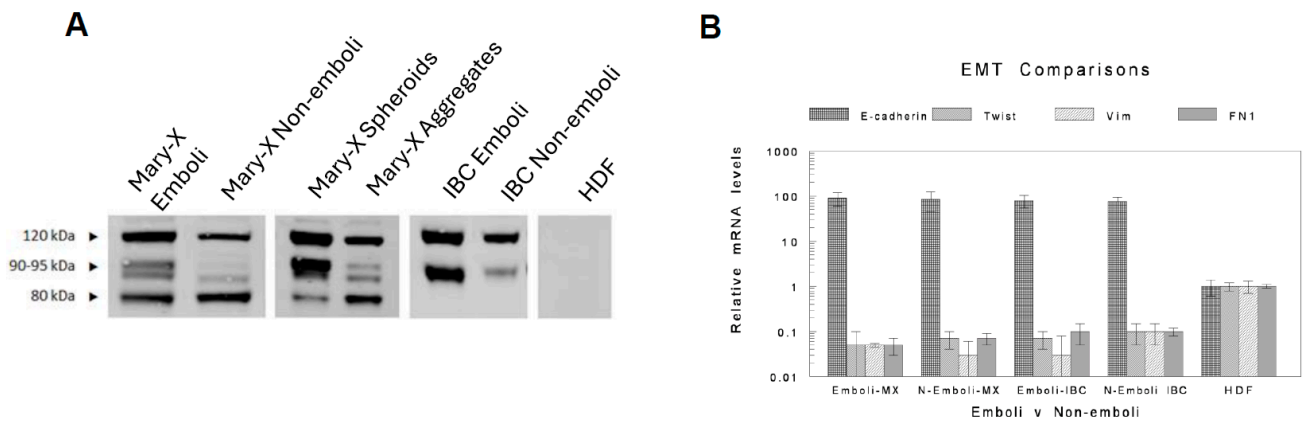 A
Mary-X
Emboli
Mary-X Non-emboli
Mary-X Spheroids
Mary-X Aggregates
IBC Emboli
IBC Non-emboli
HDF
120 kDa
90-95 kDa
80 kDa
B
EMT Comparisons
E-cadherin Twist Vim FN1
Relative mRNA levels
1000
100
10
1
0.1
0.01
Emboli-MX N-Emboli-MX Emboli-IBC N-Emboli IBC HDF
Emboli v Non-emboli